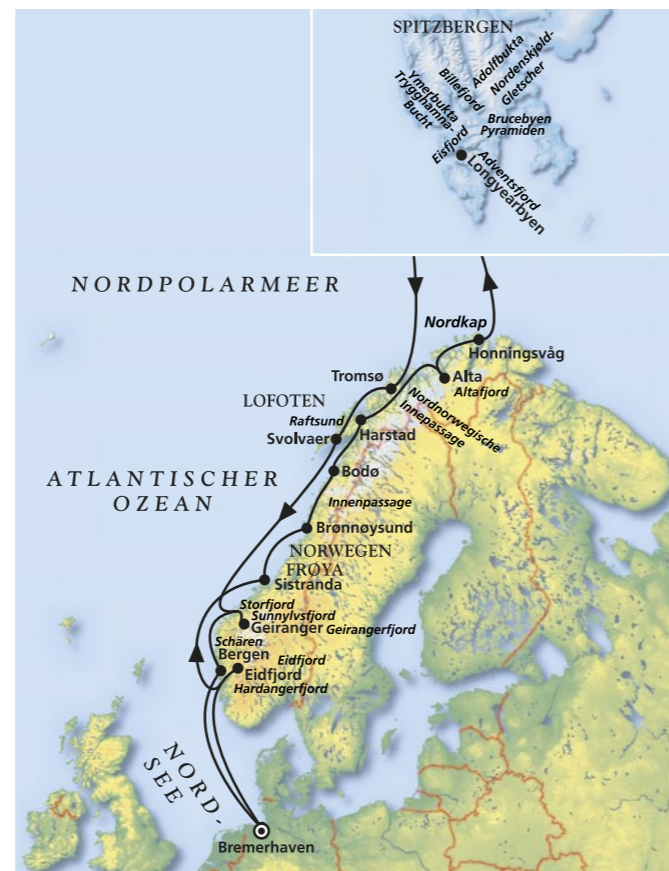 SPITZBERGEN
Adolfbukta
Nordenskjøld-
Gletscher
Billefjord
Ymerbukta
Trygghamna-
Bucht
Brucebyen
Pyramiden
Eisfjord
Adventsfjord
Longyearbyen
NORDPOLARMEER
Nordkap
Honningsvåg
Tromsø
Alta
Altafjord
LOFOTEN
Raftsund
Nordnorwegische
Innepassage
Svolvaer
Harstad
Bodø
ATLANTISCHER
OZEAN
Innenpassage
Brønnøysund
NORWEGEN
FRØYA
Sistranda
Storfjord
Sunnylvsfjord
Geiranger
Geirangerfjord
Schären
Bergen
Eidfjord
Eidfjord
Hardangerfjord
NORD-
SEE
Bremerhaven